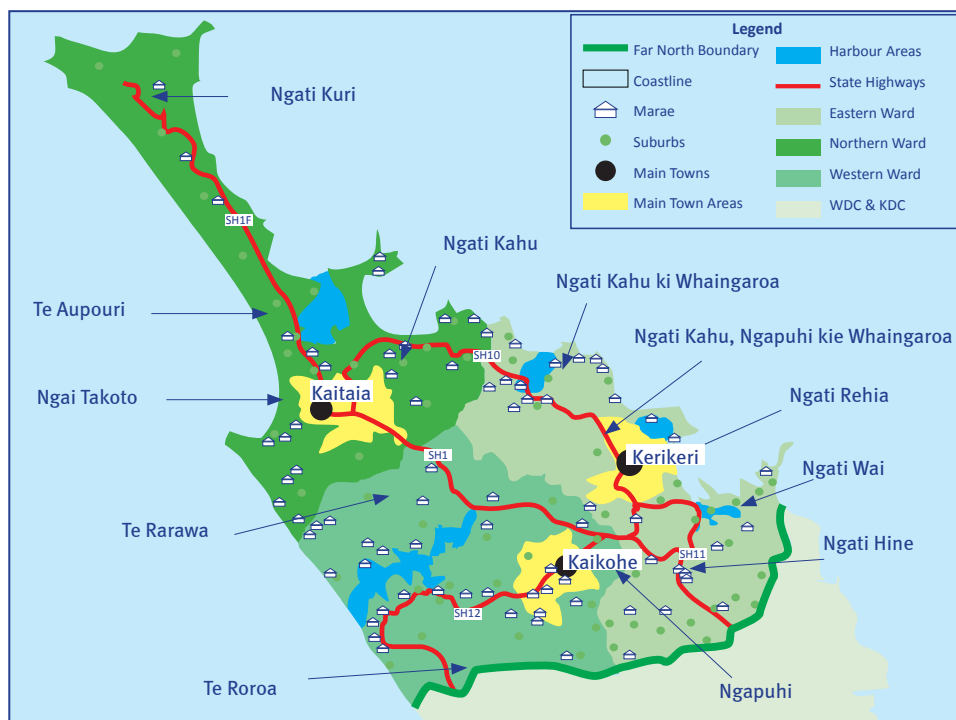 Legend
Far North Boundary
Coastline
Marae
Suburbs
Main Towns
Main Town Areas
Harbour Areas
State Highways
Eastern Ward
Northern Ward
Western Ward
WDC & KDC
Ngati Kuri
SH1F
Ngati Kahu
Ngati Kahu ki Whaingaroa
Te Aupouri
Ngati Kahu, Ngapuhi kie Whaingaroa
SH10
Ngai Takoto
Kaitaia
Ngati Rehia
SH1
Kerikeri
Ngati Wai
Te Rarawa
Ngati Hine
SH11
Kaikohe
SH12
Te Roroa
Ngapuhi